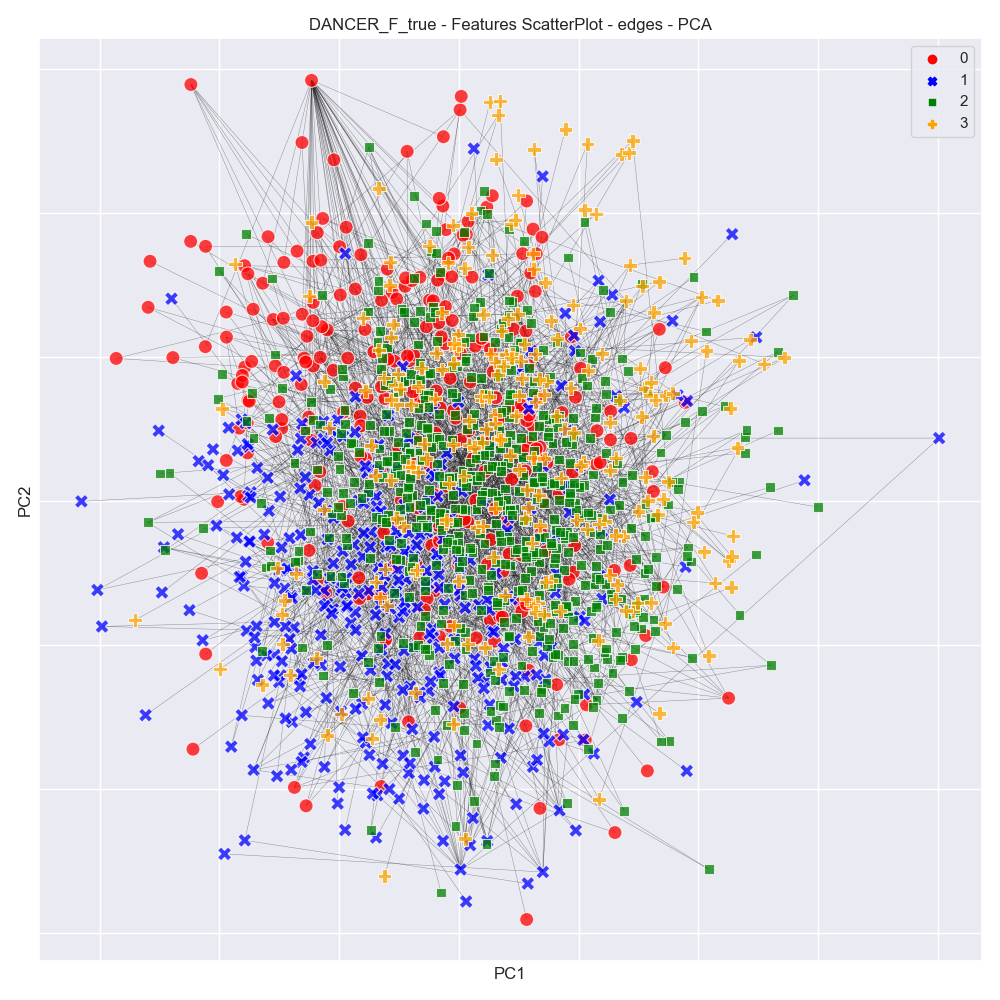 DANCER_F_true - Features ScatterPlot - edges - PCA
0
1
2
3
PC2
PC1